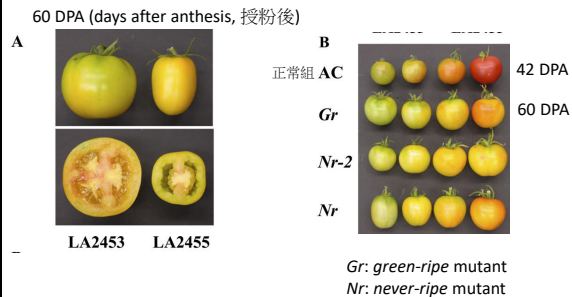 60 DPA (days after anthesis, 授粉後)
A
LA2453 LA2455
B
正常組 AC 42 DPA
Gr 60 DPA
Nr-2
Nr
Gr: green-ripe mutant
Nr: never-ripe mutant